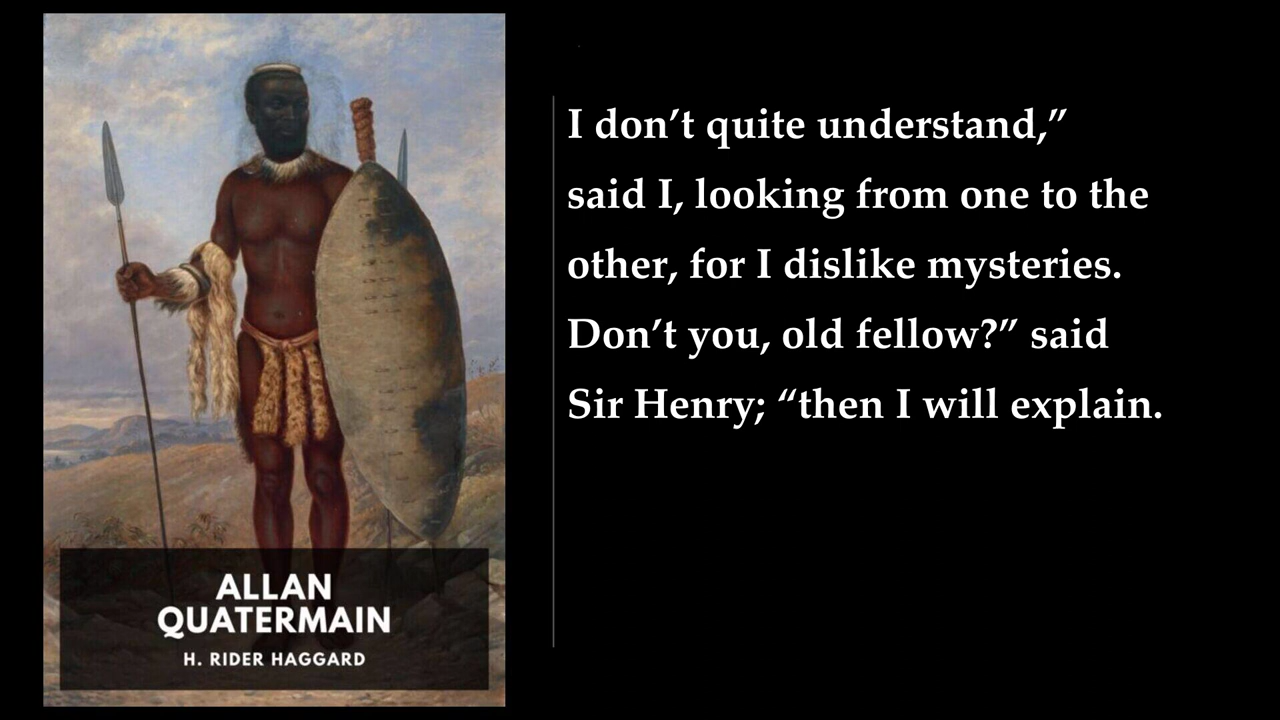 ALLAN
QUATERMAIN
H. RIDER HAGGARD
I don’t quite understand,”
said I, looking from one to the
other, for I dislike mysteries.
Don’t you, old fellow?” said
Sir Henry; “then I will explain.